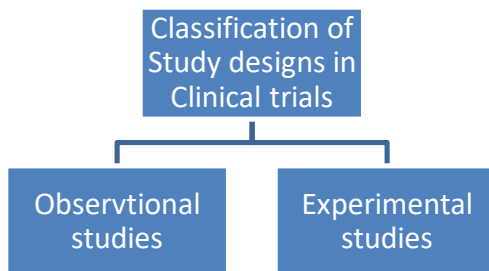 Classification of
Study designs in
Clinical trials
Observtional
studies
Experimental
studies